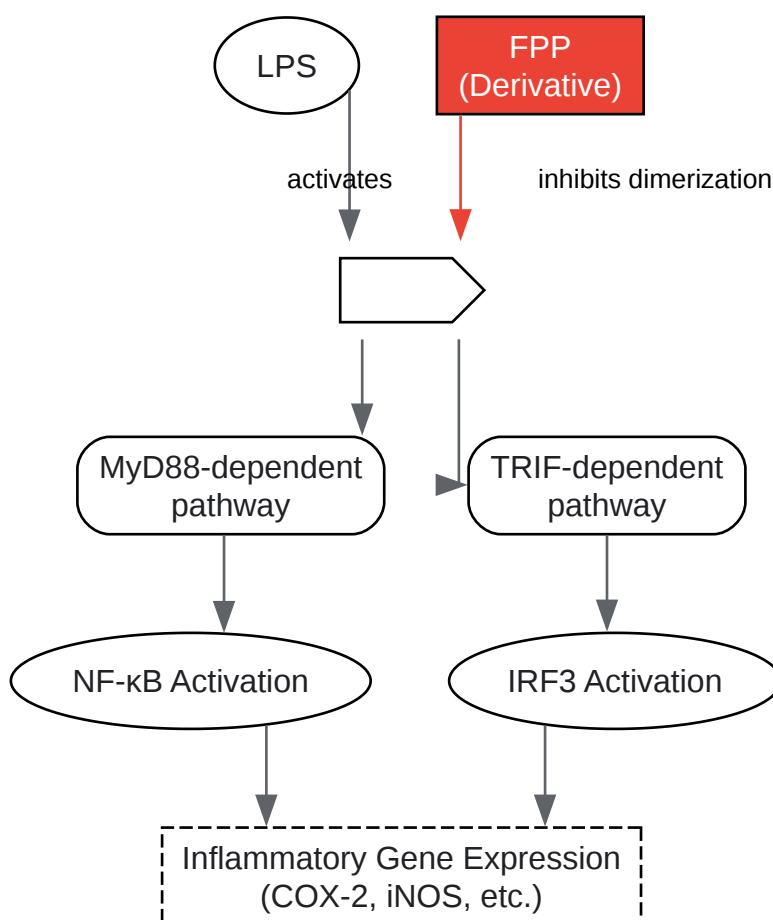 LPS
FPP
(Derivative)
activates
inhibits dimerization
MyD88-dependent
pathway
TRIF-dependent
pathway
NF-κB Activation
IRF3 Activation
Inflammatory Gene Expression
(COX-2, iNOS, etc.)